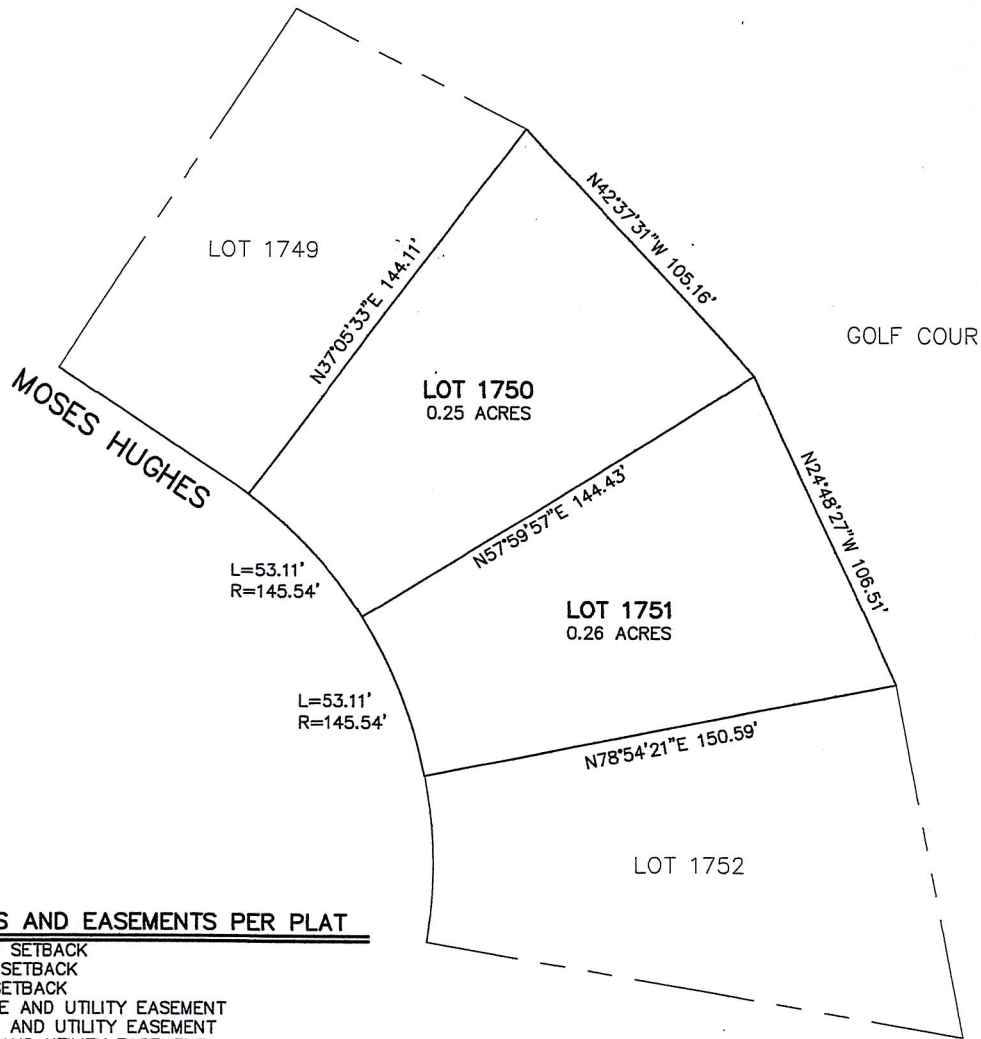 LOT 1749
N37°05'33"E 144.11'
N42°37'31"W 105.16'
GOLF COUR
MOSES HUGHES
LOT 1750
0.25 ACRES
N57°59'57"E 144.43'
N24°48'27"W 106.51'
L=53.11'
R=145.54'
LOT 1751
0.26 ACRES
L=53.11'
R=145.54'
N78°54'21"E 150.59'
LOT 1752
S AND EASEMENTS PER PLAT
SETBACK
SETBACK
SETBACK
E AND UTILITY EASEMENT
AND UTILITY EASEMENT